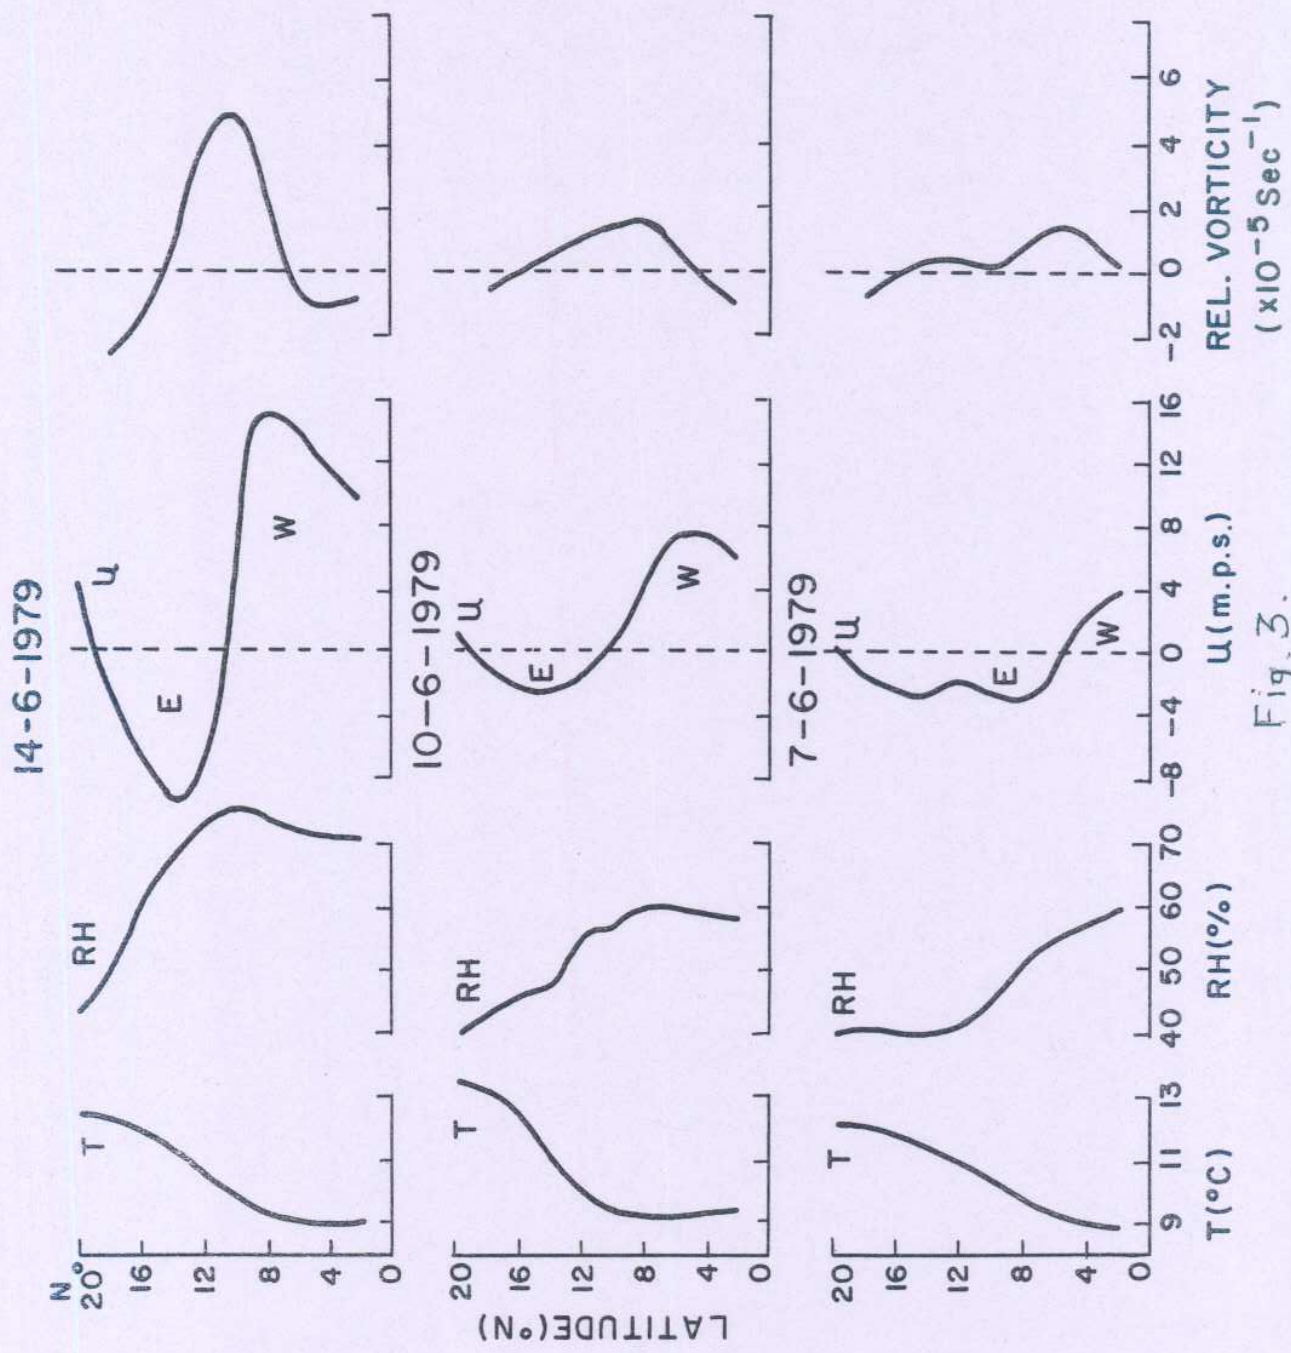 14-6-1979
N
20°
16
12
8
4
0
T
RH
u
E
W
10-6-1979
20
16
12
8
4
0
T
RH
u
E
W
LATITUDE(°N)
7-6-1979
20
16
12
8
4
0
T
RH
u
E
W
9 11 13
T(°C)
40 50 60 70
RH(%)
-8 -4 0 4 8 12 16
U(m.p.s.)
-2 0 2 4 6
REL. VORTICITY
(x10-5 Sec-1)
Fig. 3.